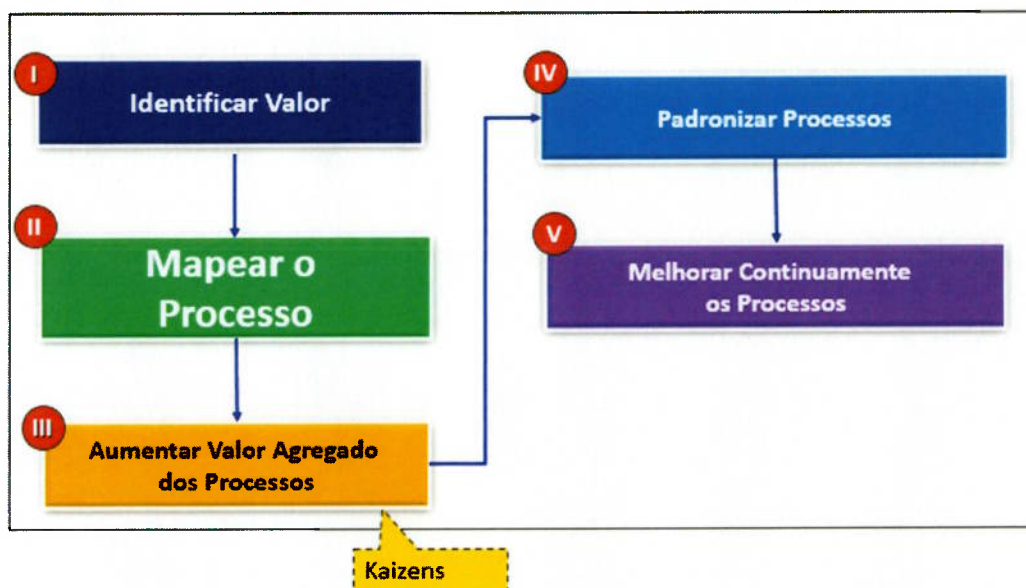 I
Identificar Valor
II
Mapear o
Processo
III
Aumentar Valor Agregado
dos Processos
Kaizens
IV
Padronizar Processos
V
Melhorar Continuamente
os Processos